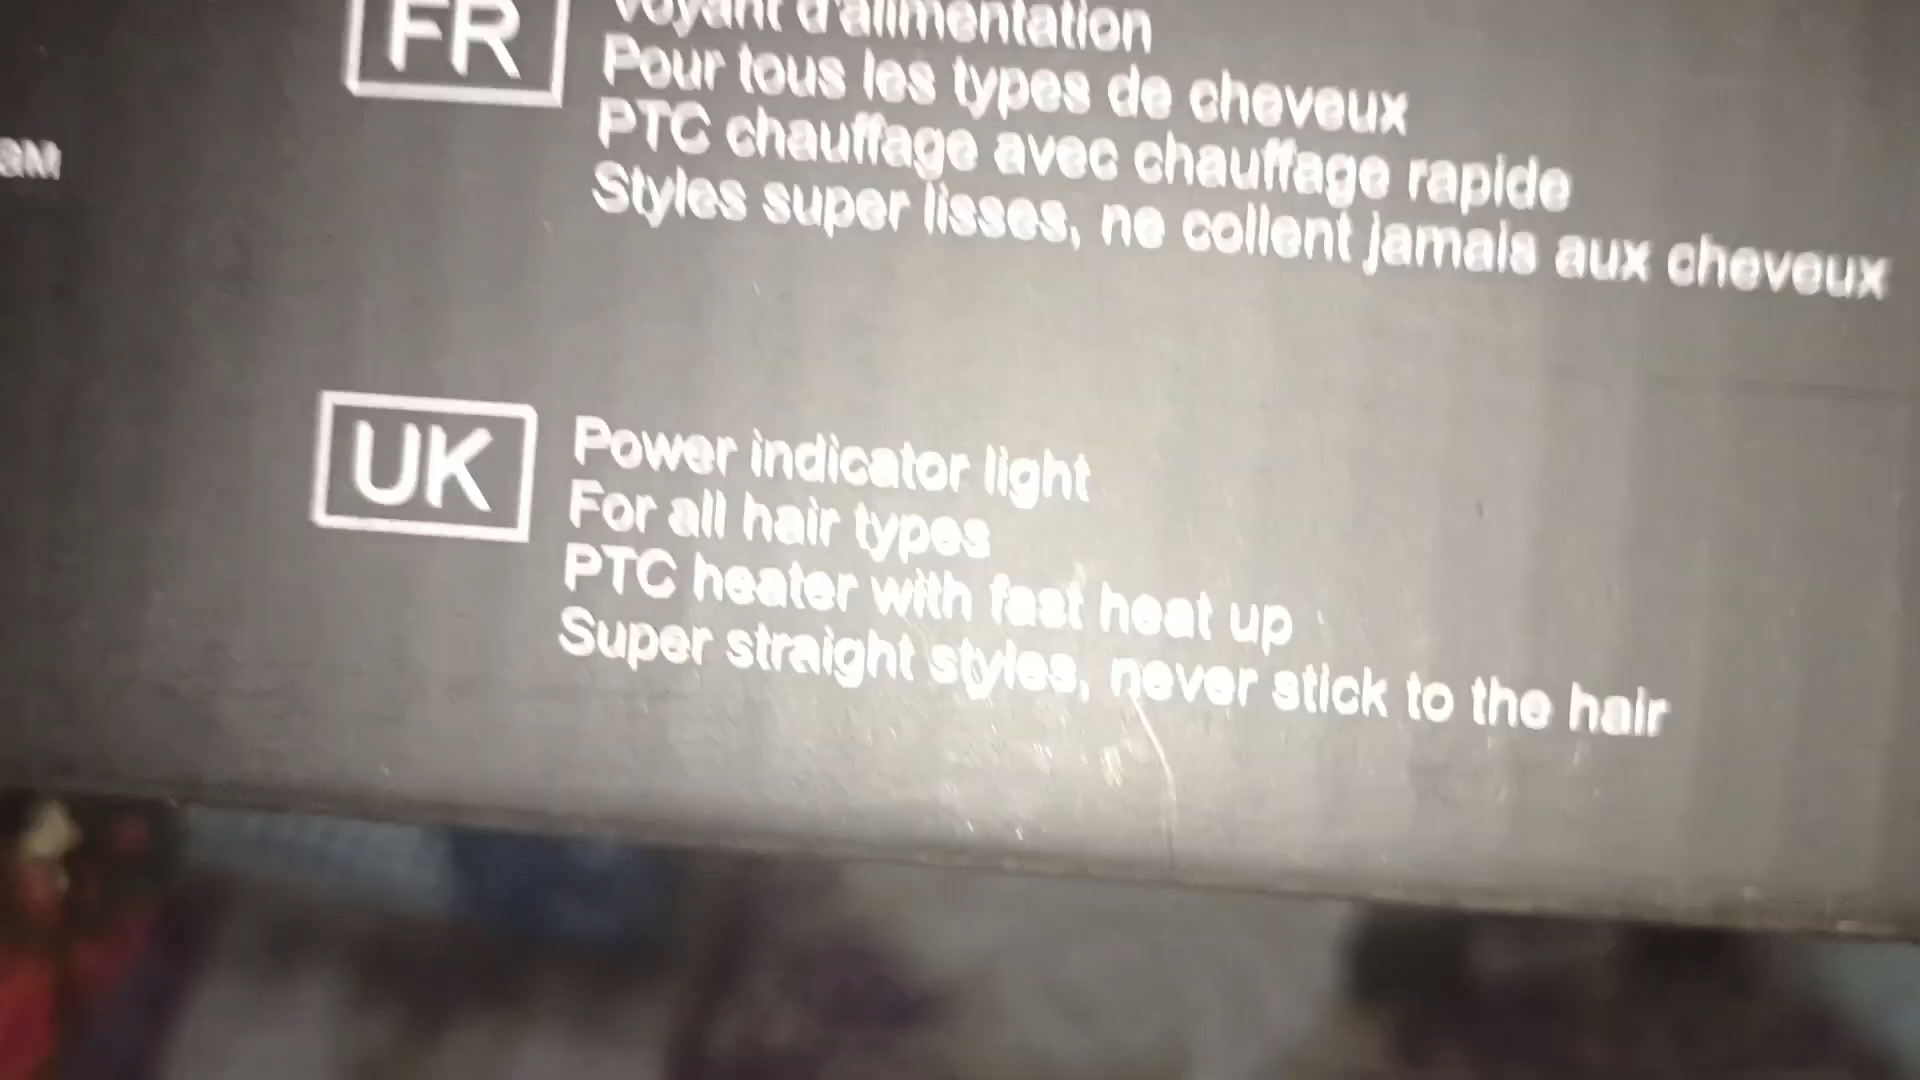 FR
Voyant d'alimentation
Pour tous les types de cheveux
PTC chauffage avec chauffage rapide
Styles super lisses, ne collent jamais aux cheveux
UK
Power indicator light
For all hair types
PTC heater with fast heat up
Super straight styles, never stick to the hair